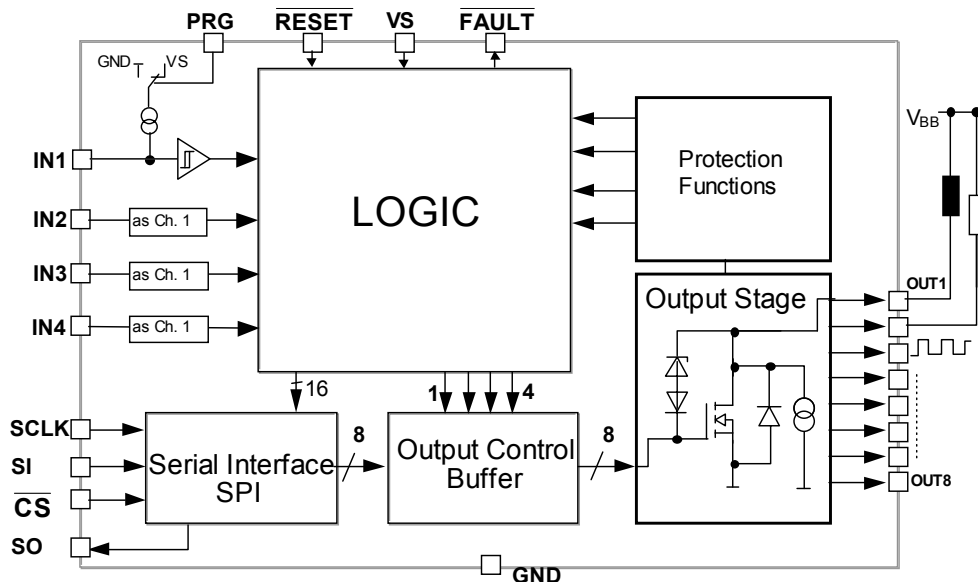 PRG
RESET
VS
FAULT
GND
VS
V_BB
IN1
LOGIC
Protection
Functions
IN2
as Ch. 1
IN3
as Ch. 1
IN4
as Ch. 1
Output Stage
OUT1
16
1
4
SCLK
SI
CS
SO
Serial Interface
SPI
8
Output Control
Buffer
8
OUT8
GND